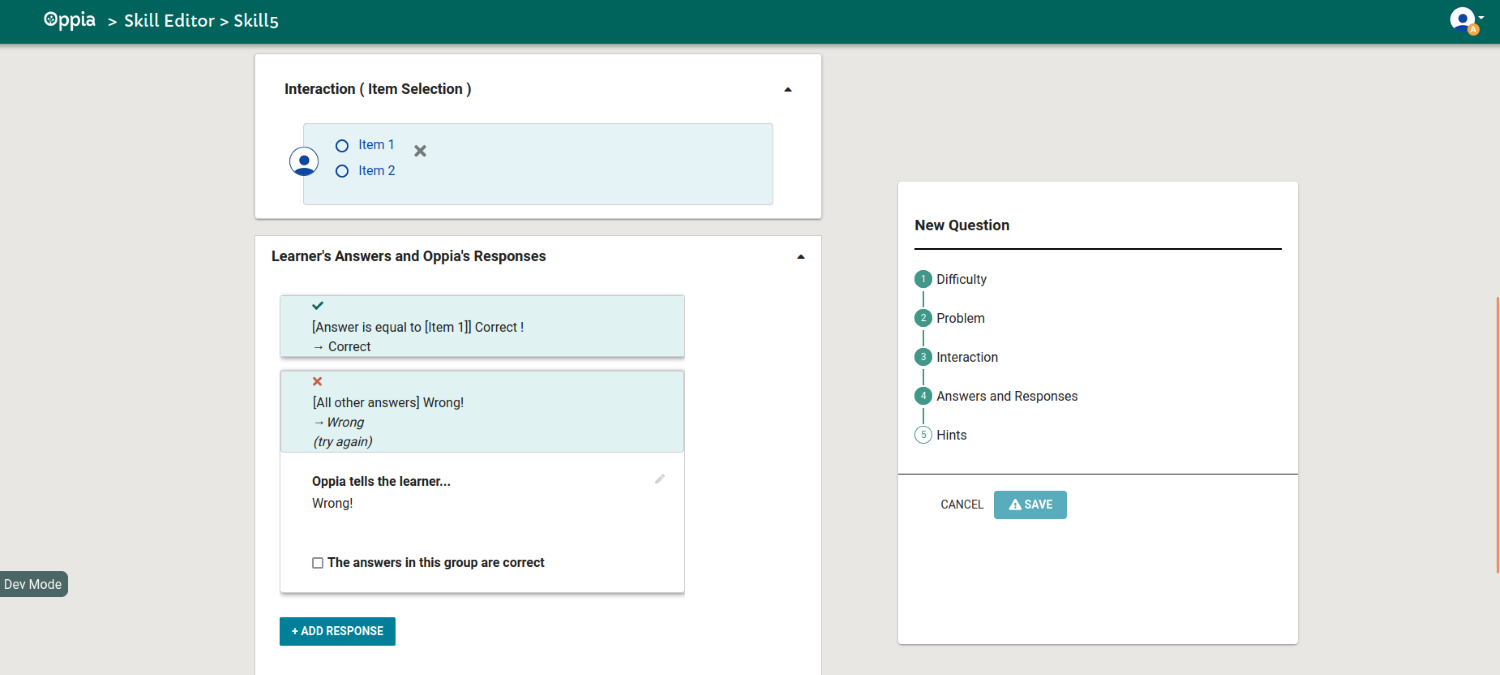 Oppia > Skill Editor > Skill5
A
Interaction ( Item Selection )
Item 1
Item 2
Learner's Answers and Oppia's Responses
[Answer is equal to [Item 1]] Correct !
→ Correct
[All other answers] Wrong!
→ Wrong
(try again)
Oppia tells the learner...
Wrong!
The answers in this group are correct
+ ADD RESPONSE
New Question
1 Difficulty
2 Problem
3 Interaction
4 Answers and Responses
5 Hints
CANCEL SAVE
Dev Mode